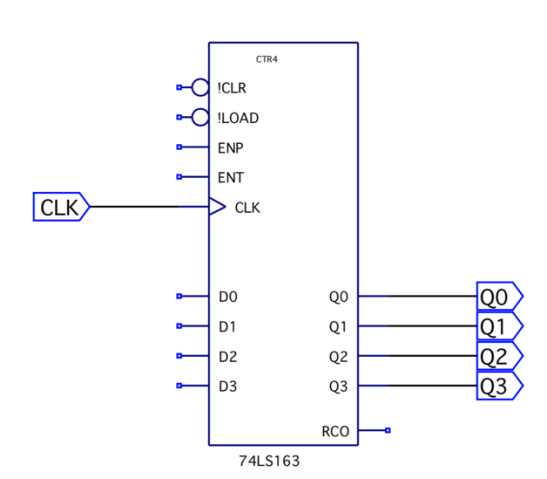 CTR4
!CLR
!LOAD
ENP
ENT
CLK
CLK
D0 Q0 Q0
D1 Q1 Q1
D2 Q2 Q2
D3 Q3 Q3
RCO
74LS163